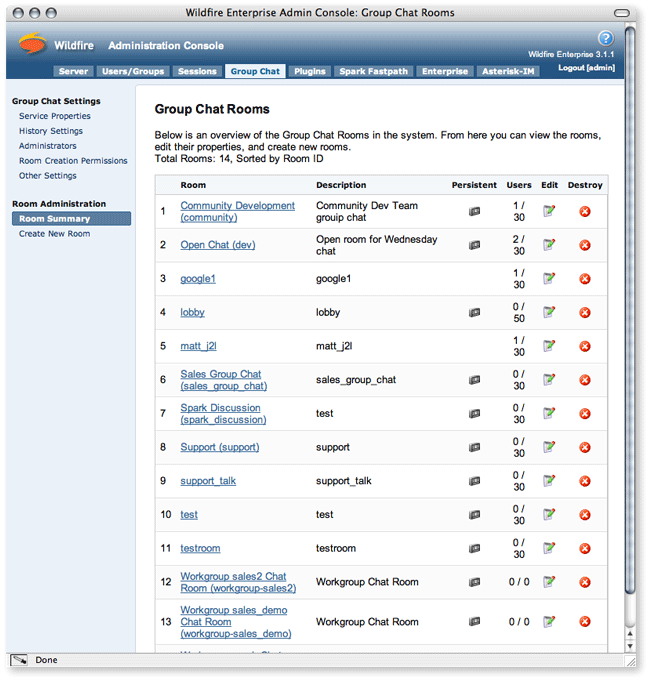 Wildfire Enterprise Admin Console: Group Chat Rooms
Wildfire Administration Console
Wildfire Enterprise 3.1.1
Logout [admin]
Server Users/Groups Sessions Group Chat Plugins Spark Fastpath Enterprise Asterisk-IM
Group Chat Settings
Service Properties
History Settings
Administrators
Room Creation Permissions
Other Settings
Room Administration
Room Summary
Create New Room
Group Chat Rooms
Below is an overview of the Group Chat Rooms in the system. From here you can view the rooms,
edit their properties, and create new rooms.
Total Rooms: 14, Sorted by Room ID
Room Description Persistent Users Edit Destroy
1 Community Development Community Dev Team 1 /
(community) grouip chat 30
2 Open Chat (dev) Open room for Wednesday 2 /
chat 30
3 google1 google1 1 /
30
4 lobby lobby 0 /
50
5 matt_j2l matt_j2l 1 /
30
6 Sales Group Chat sales_group_chat 0 /
(sales_group_chat) 30
7 Spark Discussion test 0 /
(spark_discussion) 30
8 Support (support) support 0 /
30
9 support_talk support_talk 0 /
30
10 test test 0 /
30
11 testroom testroom 0 /
30
12 Workgroup sales2 Chat Workgroup Chat Room 0 / 0
Room (workgroup-sales2)
13 Workgroup sales_demo Workgroup Chat Room 0 / 0
Chat Room
(workgroup-sales_demo)
Done